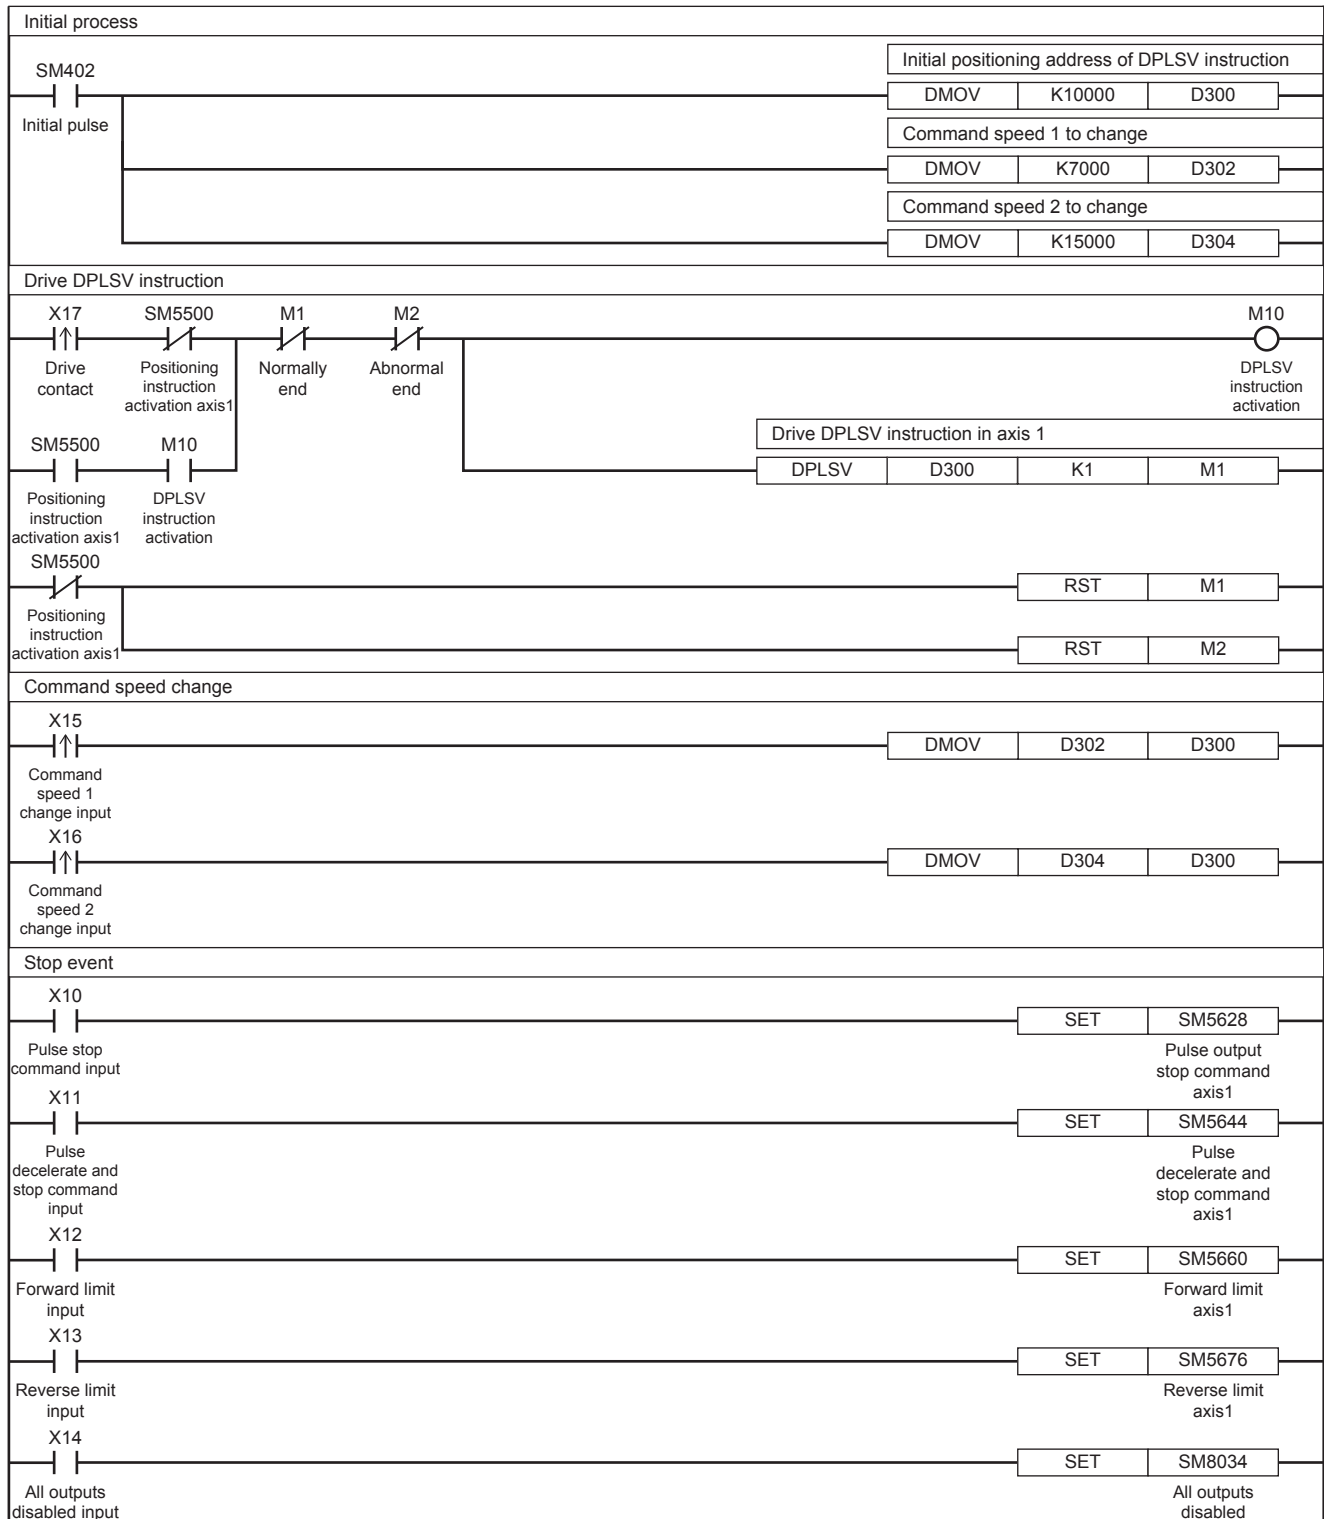 Initial process
Initial positioning address of DPLSV instruction
SM402
DMOV K10000 D300
Initial pulse
Command speed 1 to change
DMOV K7000 D302
Command speed 2 to change
DMOV K15000 D304
Drive DPLSV instruction
X17 SM5500 M1 M2 M10
Drive
contact
Positioning
instruction
activation axis1
Normally
end
Abnormal
end
DPLSV
instruction
activation
Drive DPLSV instruction in axis 1
SM5500 M10
DPLSV D300 K1 M1
Positioning
instruction
activation axis1
DPLSV
instruction
activation
SM5500
RST M1
Positioning
instruction
activation axis1
RST M2
Command speed change
X15
DMOV D302 D300
Command
speed 1
change input
X16
DMOV D304 D300
Command
speed 2
change input
Stop event
X10
SET SM5628
Pulse stop
command input
Pulse output
stop command
axis1
X11
SET SM5644
Pulse
decelerate and
stop command
input
Pulse
decelerate and
stop command
axis1
X12
SET SM5660
Forward limit
input
Forward limit
axis1
X13
SET SM5676
Reverse limit
input
Reverse limit
axis1
X14
SET SM8034
All outputs
disabled input
All outputs
disabled